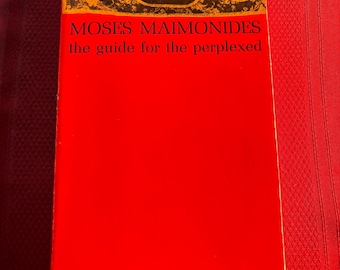 MOSES MAIMONIDES
the guide for the perplexed